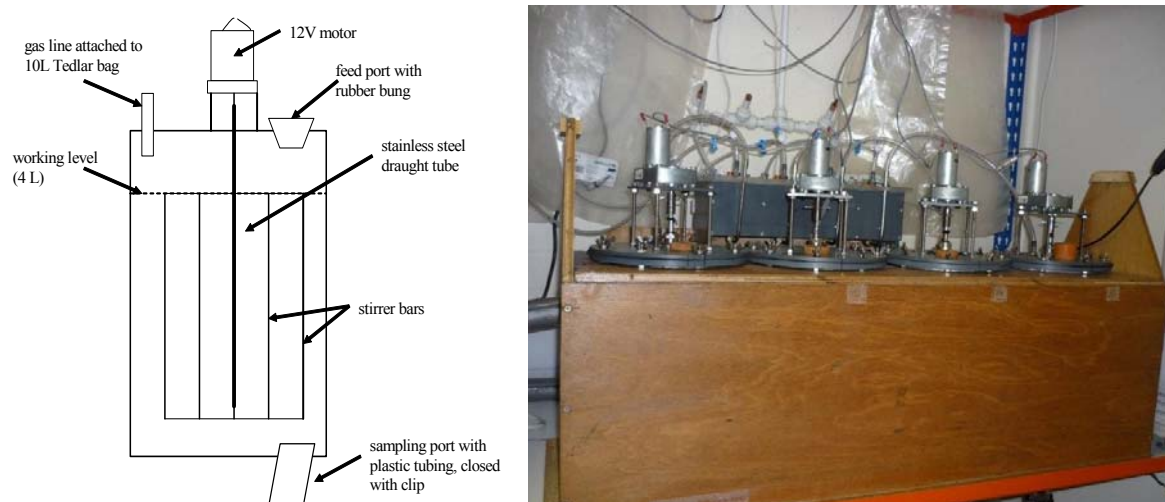 12V motor
gas line attached to
10L Tedlar bag
feed port with
rubber bung
stainless steel
draught tube
working level
(4 L)
stirrer bars
sampling port with
plastic tubing, closed
with clip